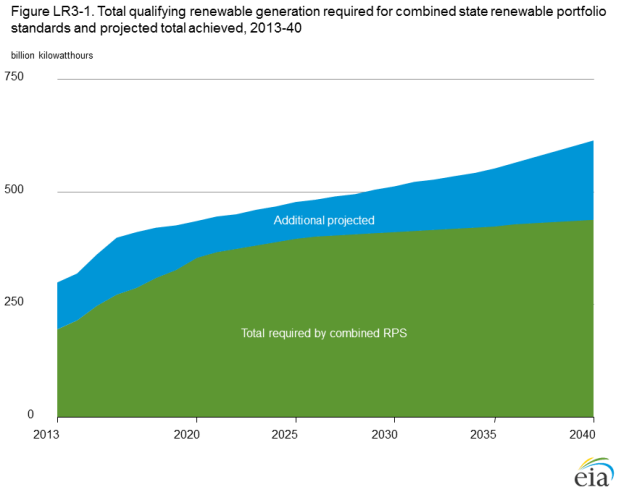 Figure LR3-1. Total qualifying renewable generation required for combined state renewable portfolio
standards and projected total achieved, 2013-40
billion kilowatthours
750
500
Additional projected
250
Total required by combined RPS
0
2013 2020 2025 2030 2035 2040
eia